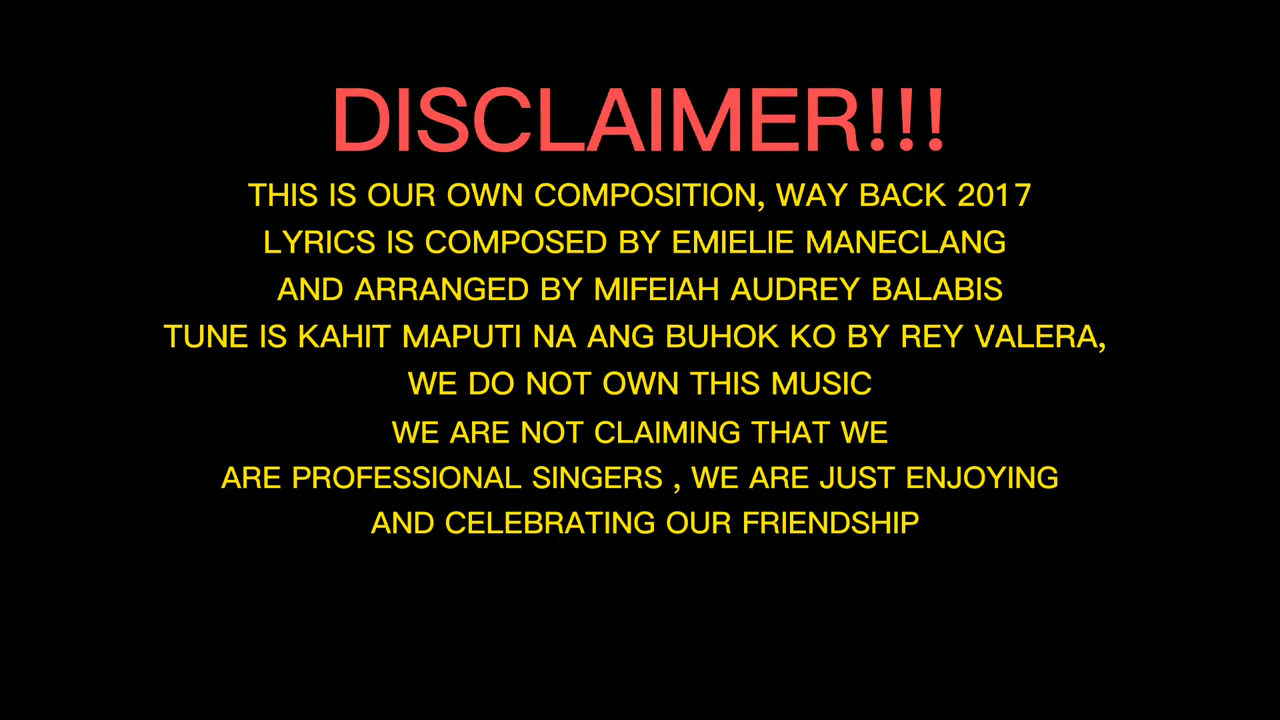 DISCLAIMER!!!
THIS IS OUR OWN COMPOSITION, WAY BACK 2017
LYRICS IS COMPOSED BY EMIELIE MANECLANG
AND ARRANGED BY MIFEIAH AUDREY BALABIS
TUNE IS KAHIT MAPUTI NA ANG BUHOK KO BY REY VALERA,
WE DO NOT OWN THIS MUSIC
WE ARE NOT CLAIMING THAT WE
ARE PROFESSIONAL SINGERS , WE ARE JUST ENJOYING
AND CELEBRATING OUR FRIENDSHIP